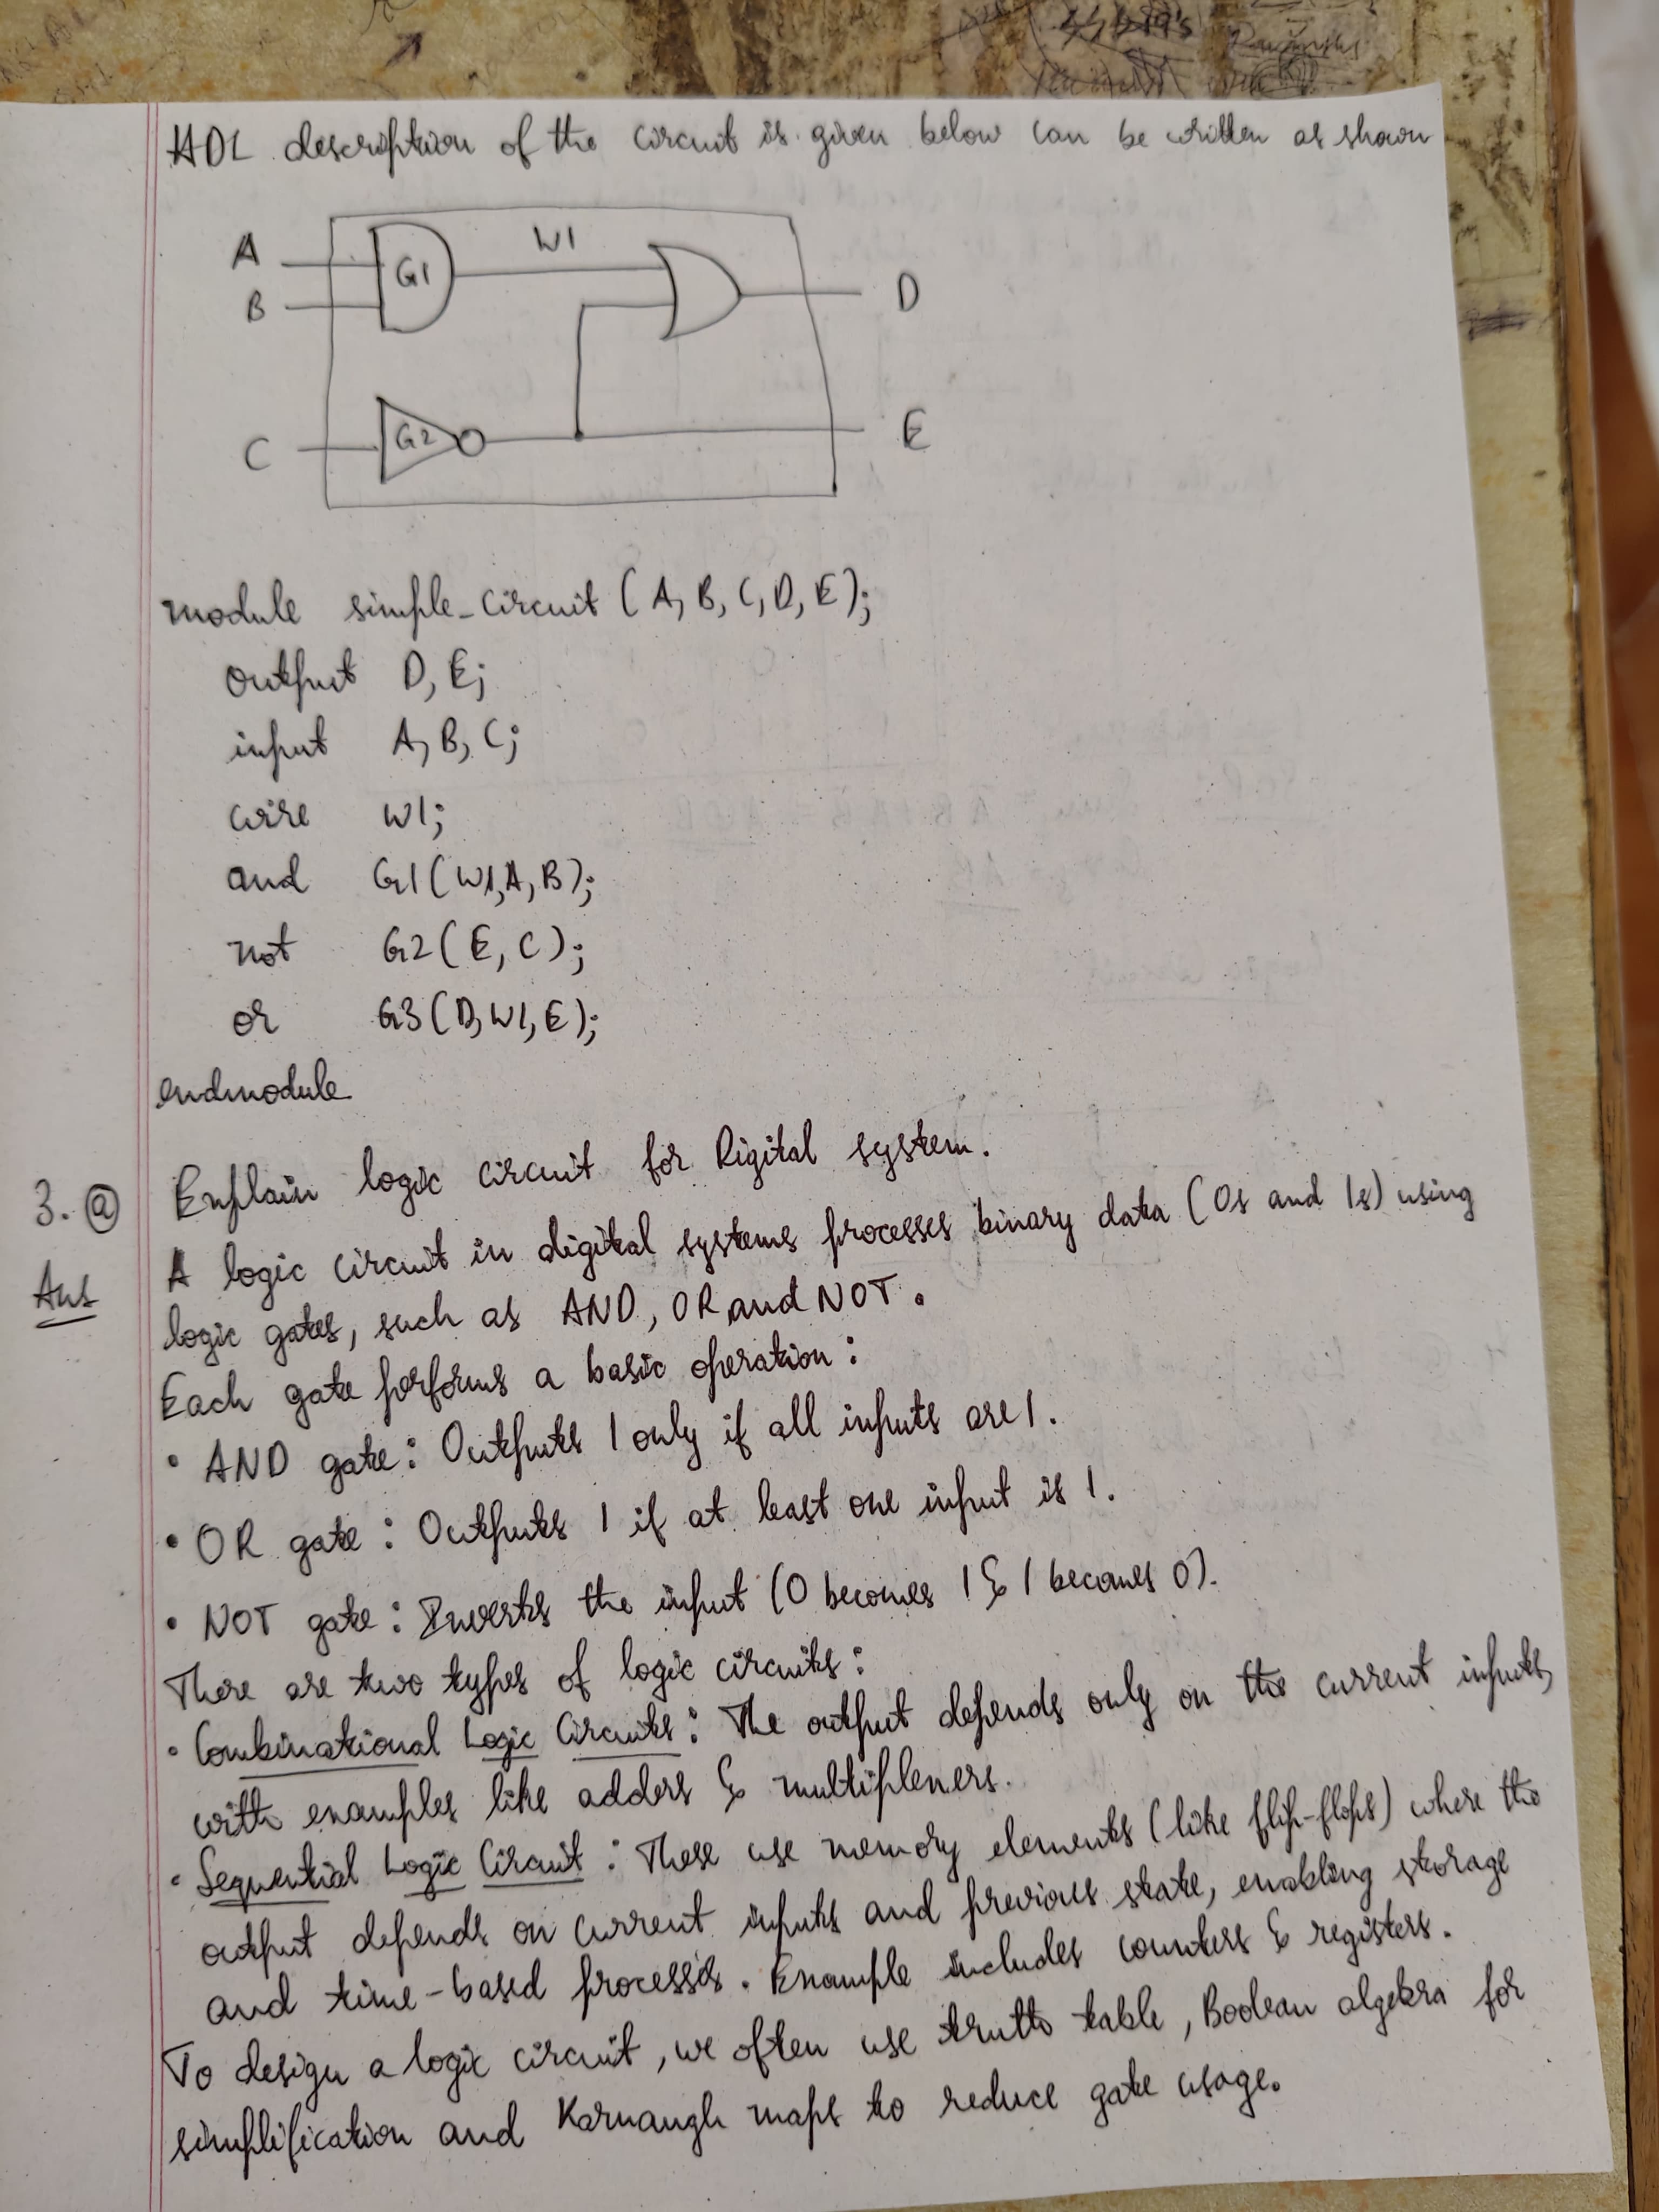 HDL description of the circuit is given below can be written as shown
A
B
C
G1
W1
G2
D
E
module simple_circuit (A, B, C, D, E);
output D, E;
input A, B, C;
wire W1;
and G1(W1,A,B);
not G2(E, C);
or G3(D,W1,E);
endmodule
3. (a) Explain logic circuit for Digital system.
Ans A logic circuit in digital systems processes binary data (0s and 1s) using
logic gates, such as AND, OR and NOT.
Each gate performs a basic operation:
• AND gate: Outputs 1 only if all inputs are 1.
• OR gate: Outputs 1 if at least one input is 1.
• NOT gate: Inverts the input (0 becomes 1 & 1 becomes 0).
There are two types of logic circuits:
• Combinational Logic Circuits: The output depends only on the current inputs,
with examples like adders & multiplexers.
• Sequential Logic Circuit: These use memory elements (like flip-flops) where the
output depends on current inputs and previous state, enabling storage
and time-based process. Example includes counters & registers.
To design a logic circuit, we often use truth table, Boolean algebra for
simplification and Karnaugh maps to reduce gate usage.